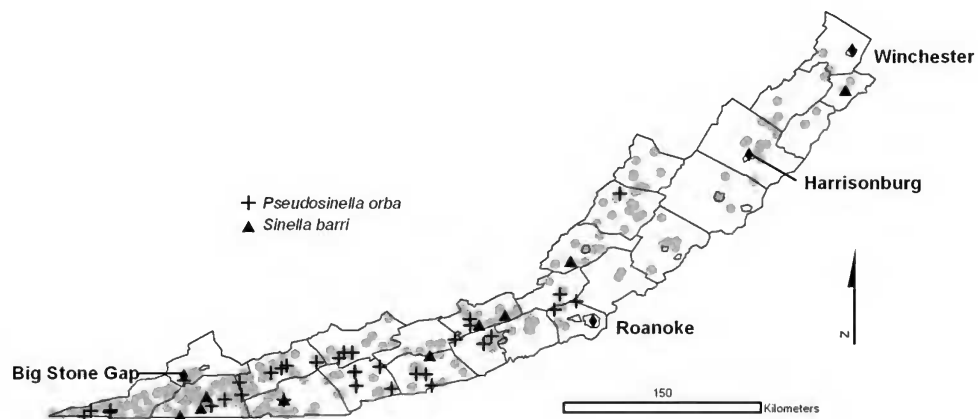 Winchester
Harrisonburg
+ Pseudosinella orba
▲ Sinella barri
Roanoke
Big Stone Gap
N
150
Kilometers